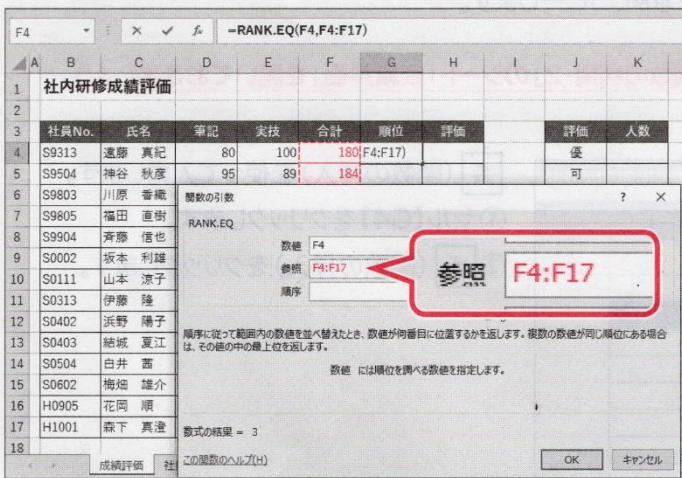 F4 fx =RANK.EQ(F4,F4:F17)
A B C D E F G H I J K
1 社内研修成績評価
2
3 社員No. 氏名 筆記 実技 合計 順位 評価 評価 人数
4 S9313 遠藤 真紀 80 100 180 F4:F17) 優
5 S9504 神谷 秋彦 95 89 184 可
6 S9803 川原 香織
7 S9805 福田 直樹
8 S9904 斉藤 信也
9 S0002 坂本 利雄
10 S0111 山本 涼子
11 S0313 伊藤 隆
12 S0402 浜野 陽子
13 S0403 結城 夏江
14 S0504 白井 茜
15 S0602 梅畑 雄介
16 H0905 花岡 順
17 H1001 森下 真澄
18
成績評価 社
関数の引数 ? ×
RANK.EQ
数値 F4
参照 F4:F17
順序
参照 F4:F17
順序に従って範囲内の数値を並べ替えたとき、数値が何番目に位置するかを返します。複数の数値が同じ順位にある場合
は、その値の中の最上位を返します。
数値 には順位を調べる数値を指定します。
数式の結果 = 3
この関数のヘルプ(H)
OK キャンセル